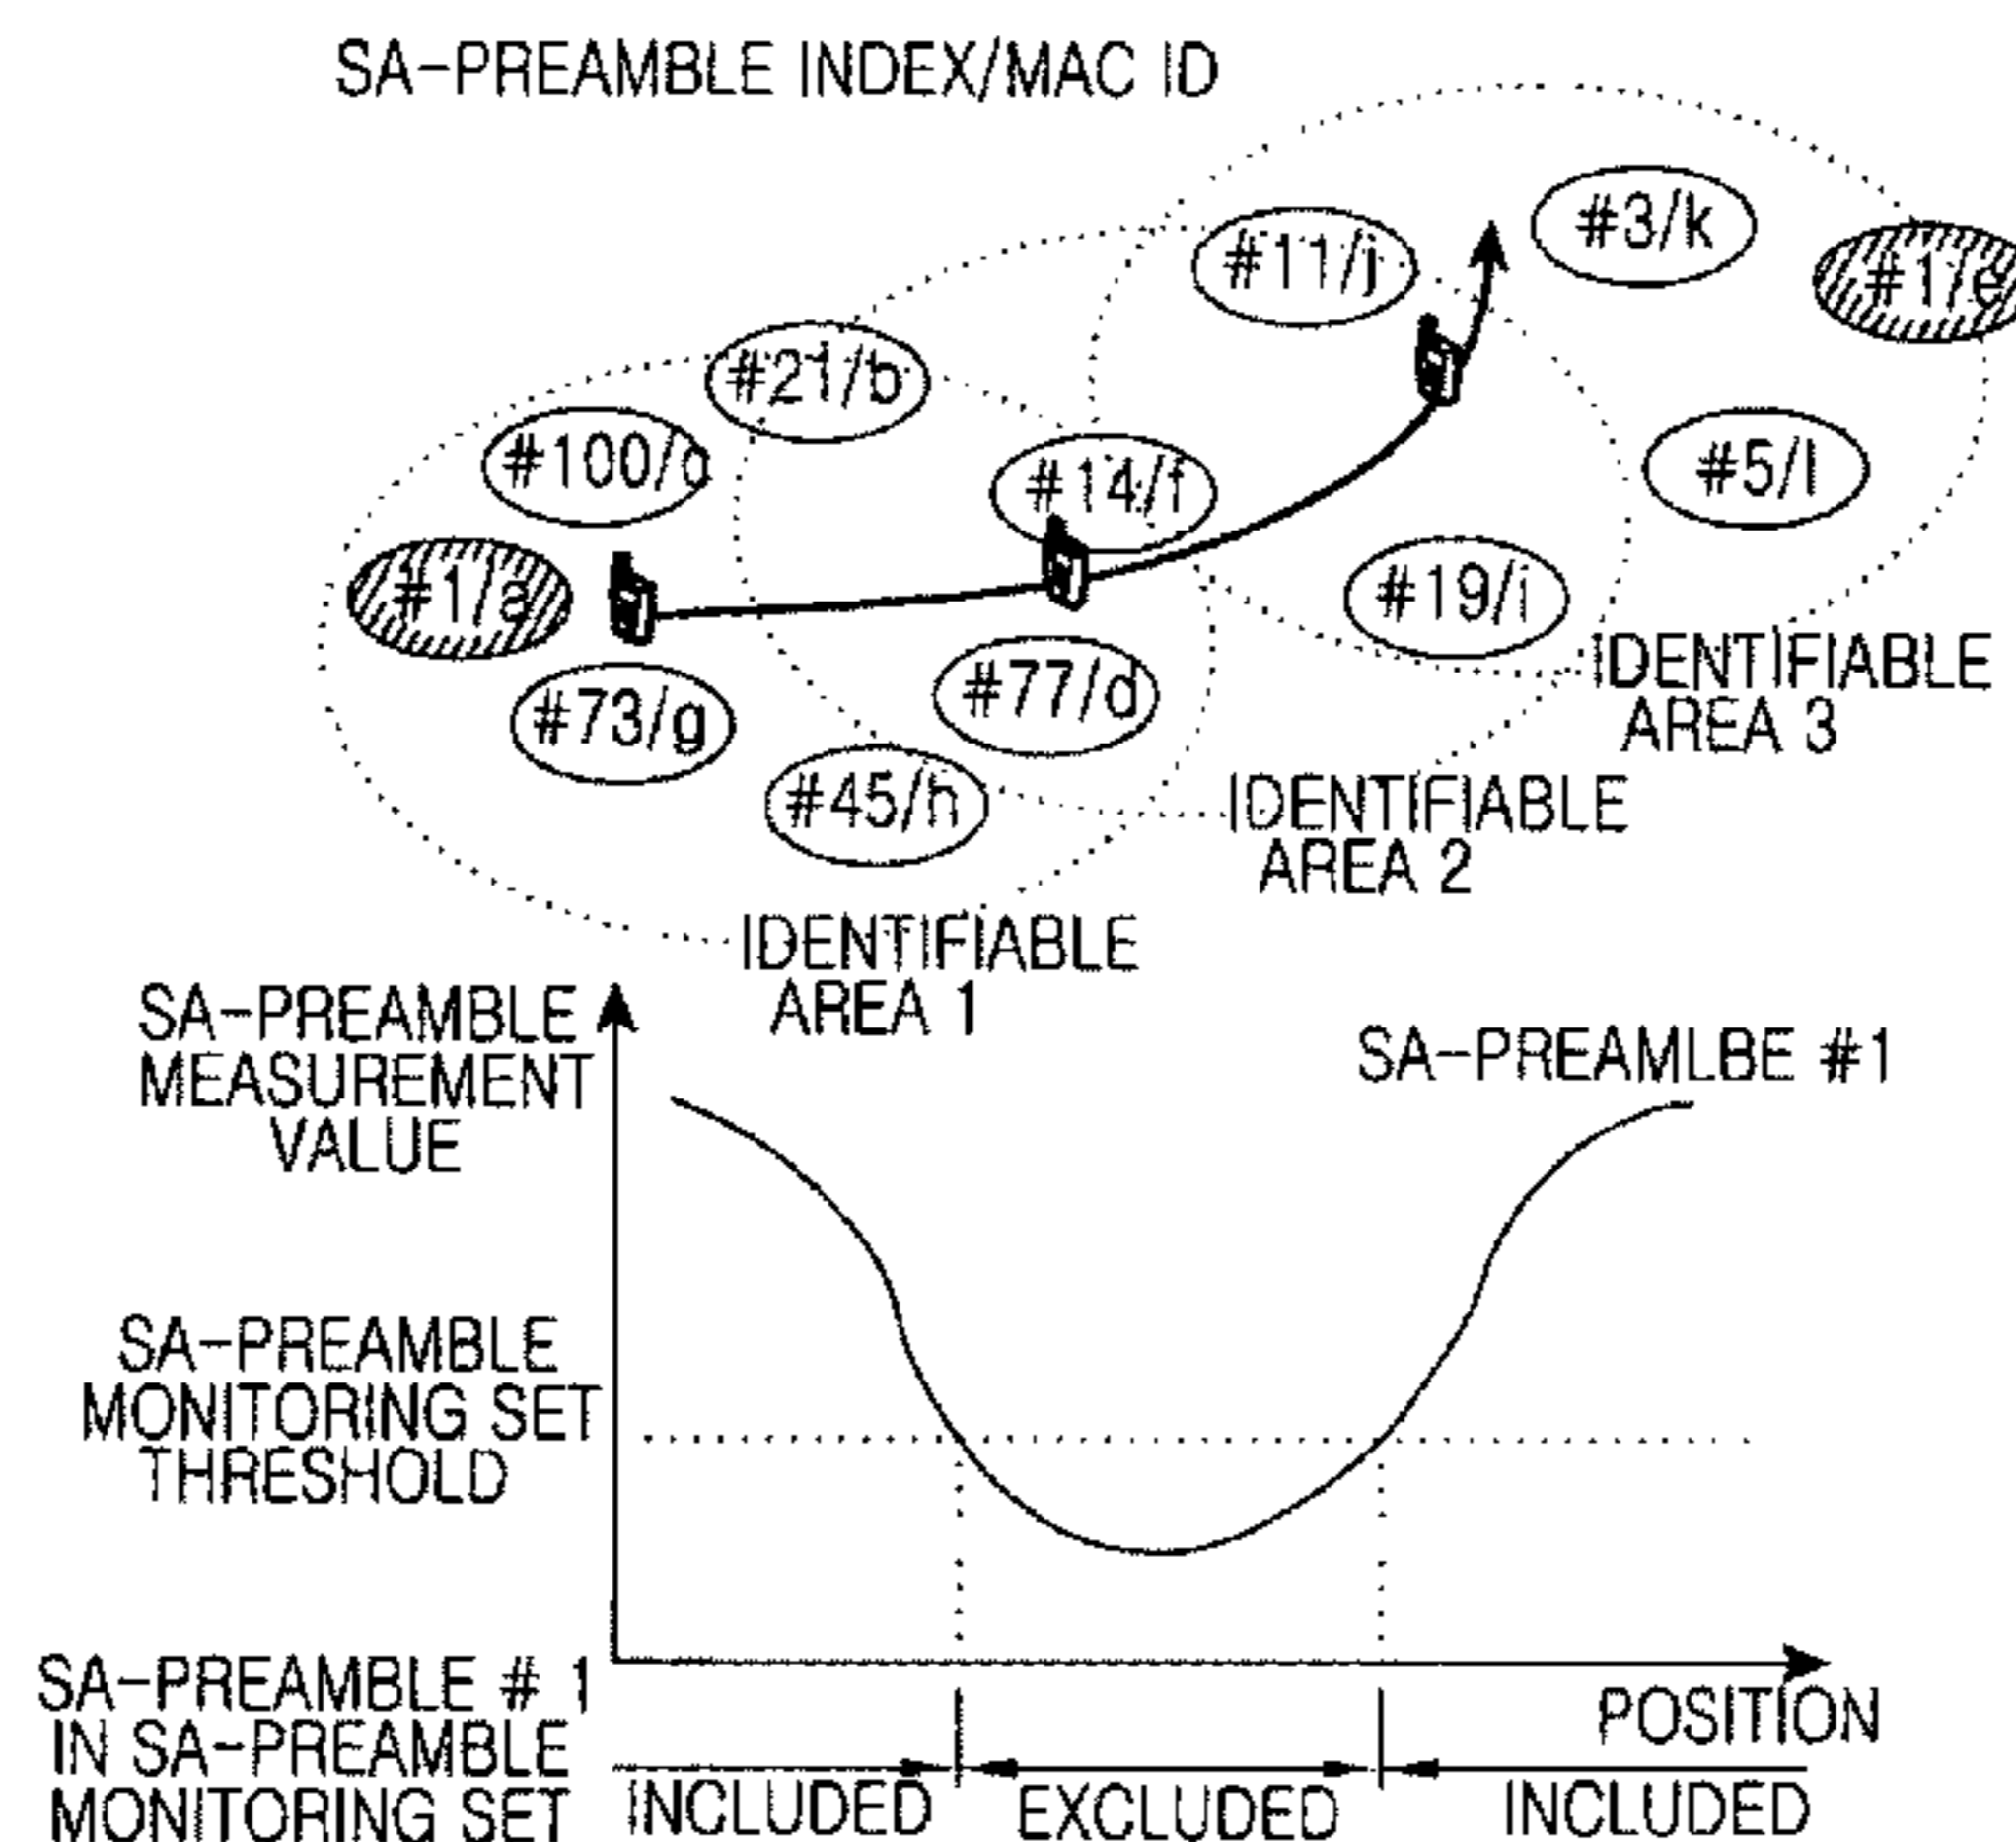 SA-PREAMBLE INDEX/MAC ID
#3/k
#11/j
#1/e
#21/b
#100/c
#14/f
#5/l
#1/a
#19/i
#77/d
#73/g
#45/h
IDENTIFIABLE
AREA 3
IDENTIFIABLE
AREA 2
IDENTIFIABLE
AREA 1
SA-PREAMBLE
MEASUREMENT
VALUE
SA-PREAMLBE #1
SA-PREAMBLE
MONITORING SET
THRESHOLD
SA-PREAMBLE # 1
IN SA-PREAMBLE
MONITORING SET
POSITION
INCLUDED
EXCLUDED
INCLUDED